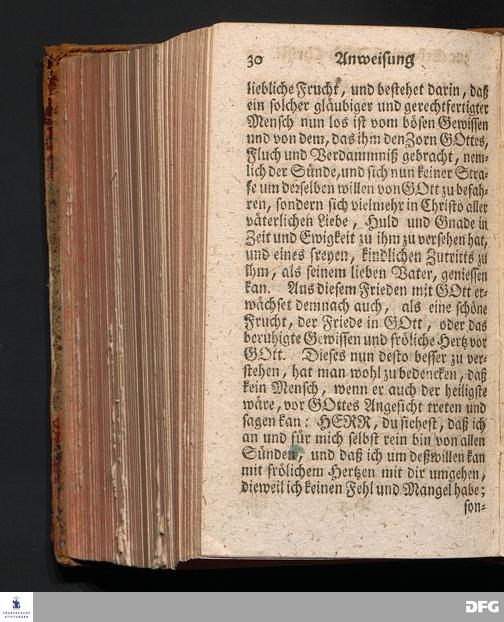 30 Anweisung
liebliche Frucht, und bestehet darin, daß
ein solcher gläubiger und gerechtfertigter
Mensch nun los ist vom bösen Gewissen
und von dem, das ihm den Zorn GOttes,
Fluch und Verdammniß gebracht, nem-
lich der Sünde, und sich nun keiner Stra-
fe um derselben willen von GOtt zu befah-
ren, sondern sich vielmehr in Christo aller
väterlichen Liebe, Huld und Gnade in
Zeit und Ewigkeit zu ihm zu versehen hat,
und eines freyen, kindlichen Zutritts zu
ihm, als seinem lieben Vater, geniessen
kan. Aus diesem Frieden mit GOtt er-
wächset demnach auch, als eine schöne
Frucht, der Friede in GOtt, oder das
beruhigte Gewissen und fröliche Hertz vor
GOtt. Dieses nun desto besser zu ver-
stehen, hat man wohl zu bedencken, daß
kein Mensch, wenn er auch der heiligste
wäre, vor GOttes Angesicht treten und
sagen kan: HERR, du siehest, daß ich
an und für mich selbst rein bin von allen
Sünden, und daß ich um deßwillen kan
mit frölichem Hertzen mit dir umgehen,
dieweil ich keinen Fehl und Mangel habe;
son-
FRANCKESCHE
STIFTUNGEN
DFG